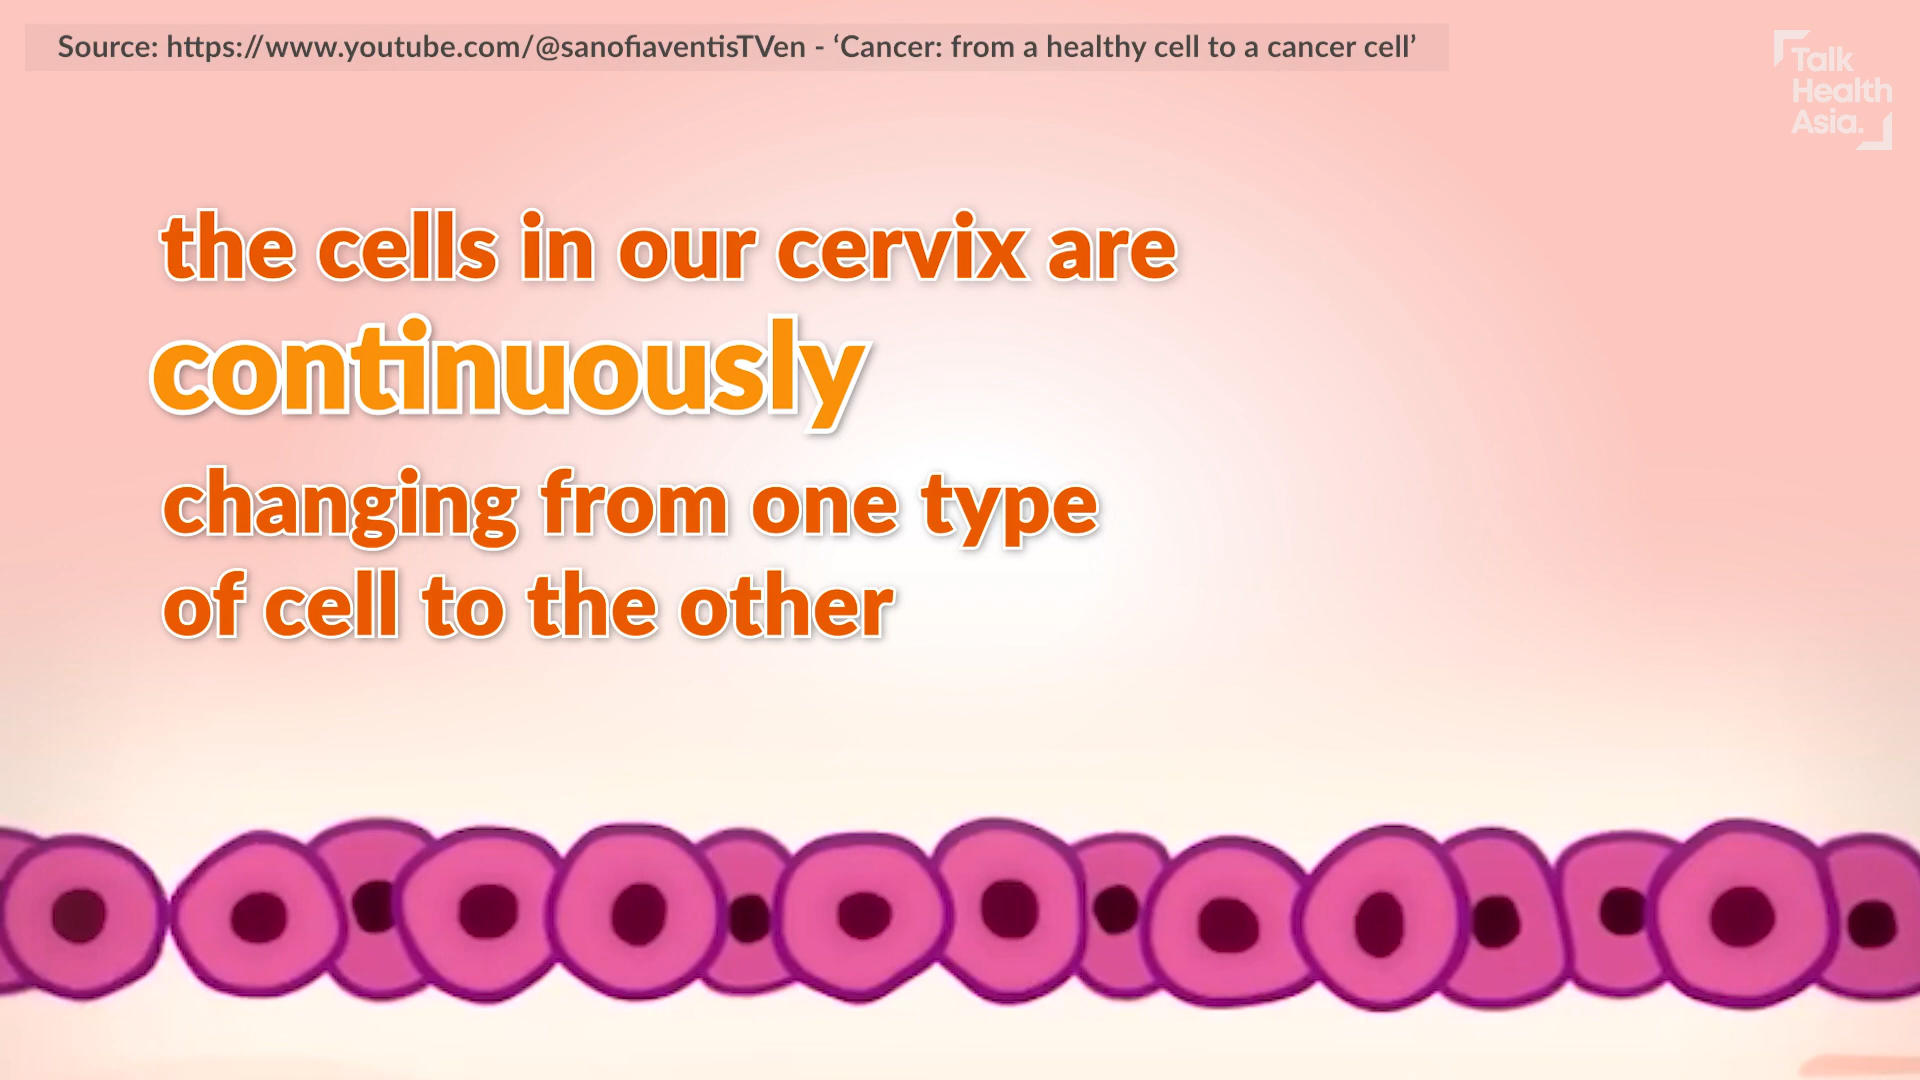 Source: https://www.youtube.com/@sanofiaventisTVen - ‘Cancer: from a healthy cell to a cancer cell’
Talk
Health
Asia.
the cells in our cervix are
continuously
changing from one type
of cell to the other